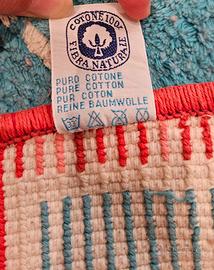 COTONE 100%
FIBRA NATURALE
PURO COTONE
PURE COTTON
PUR COTON
REINE BAUMWOLLE